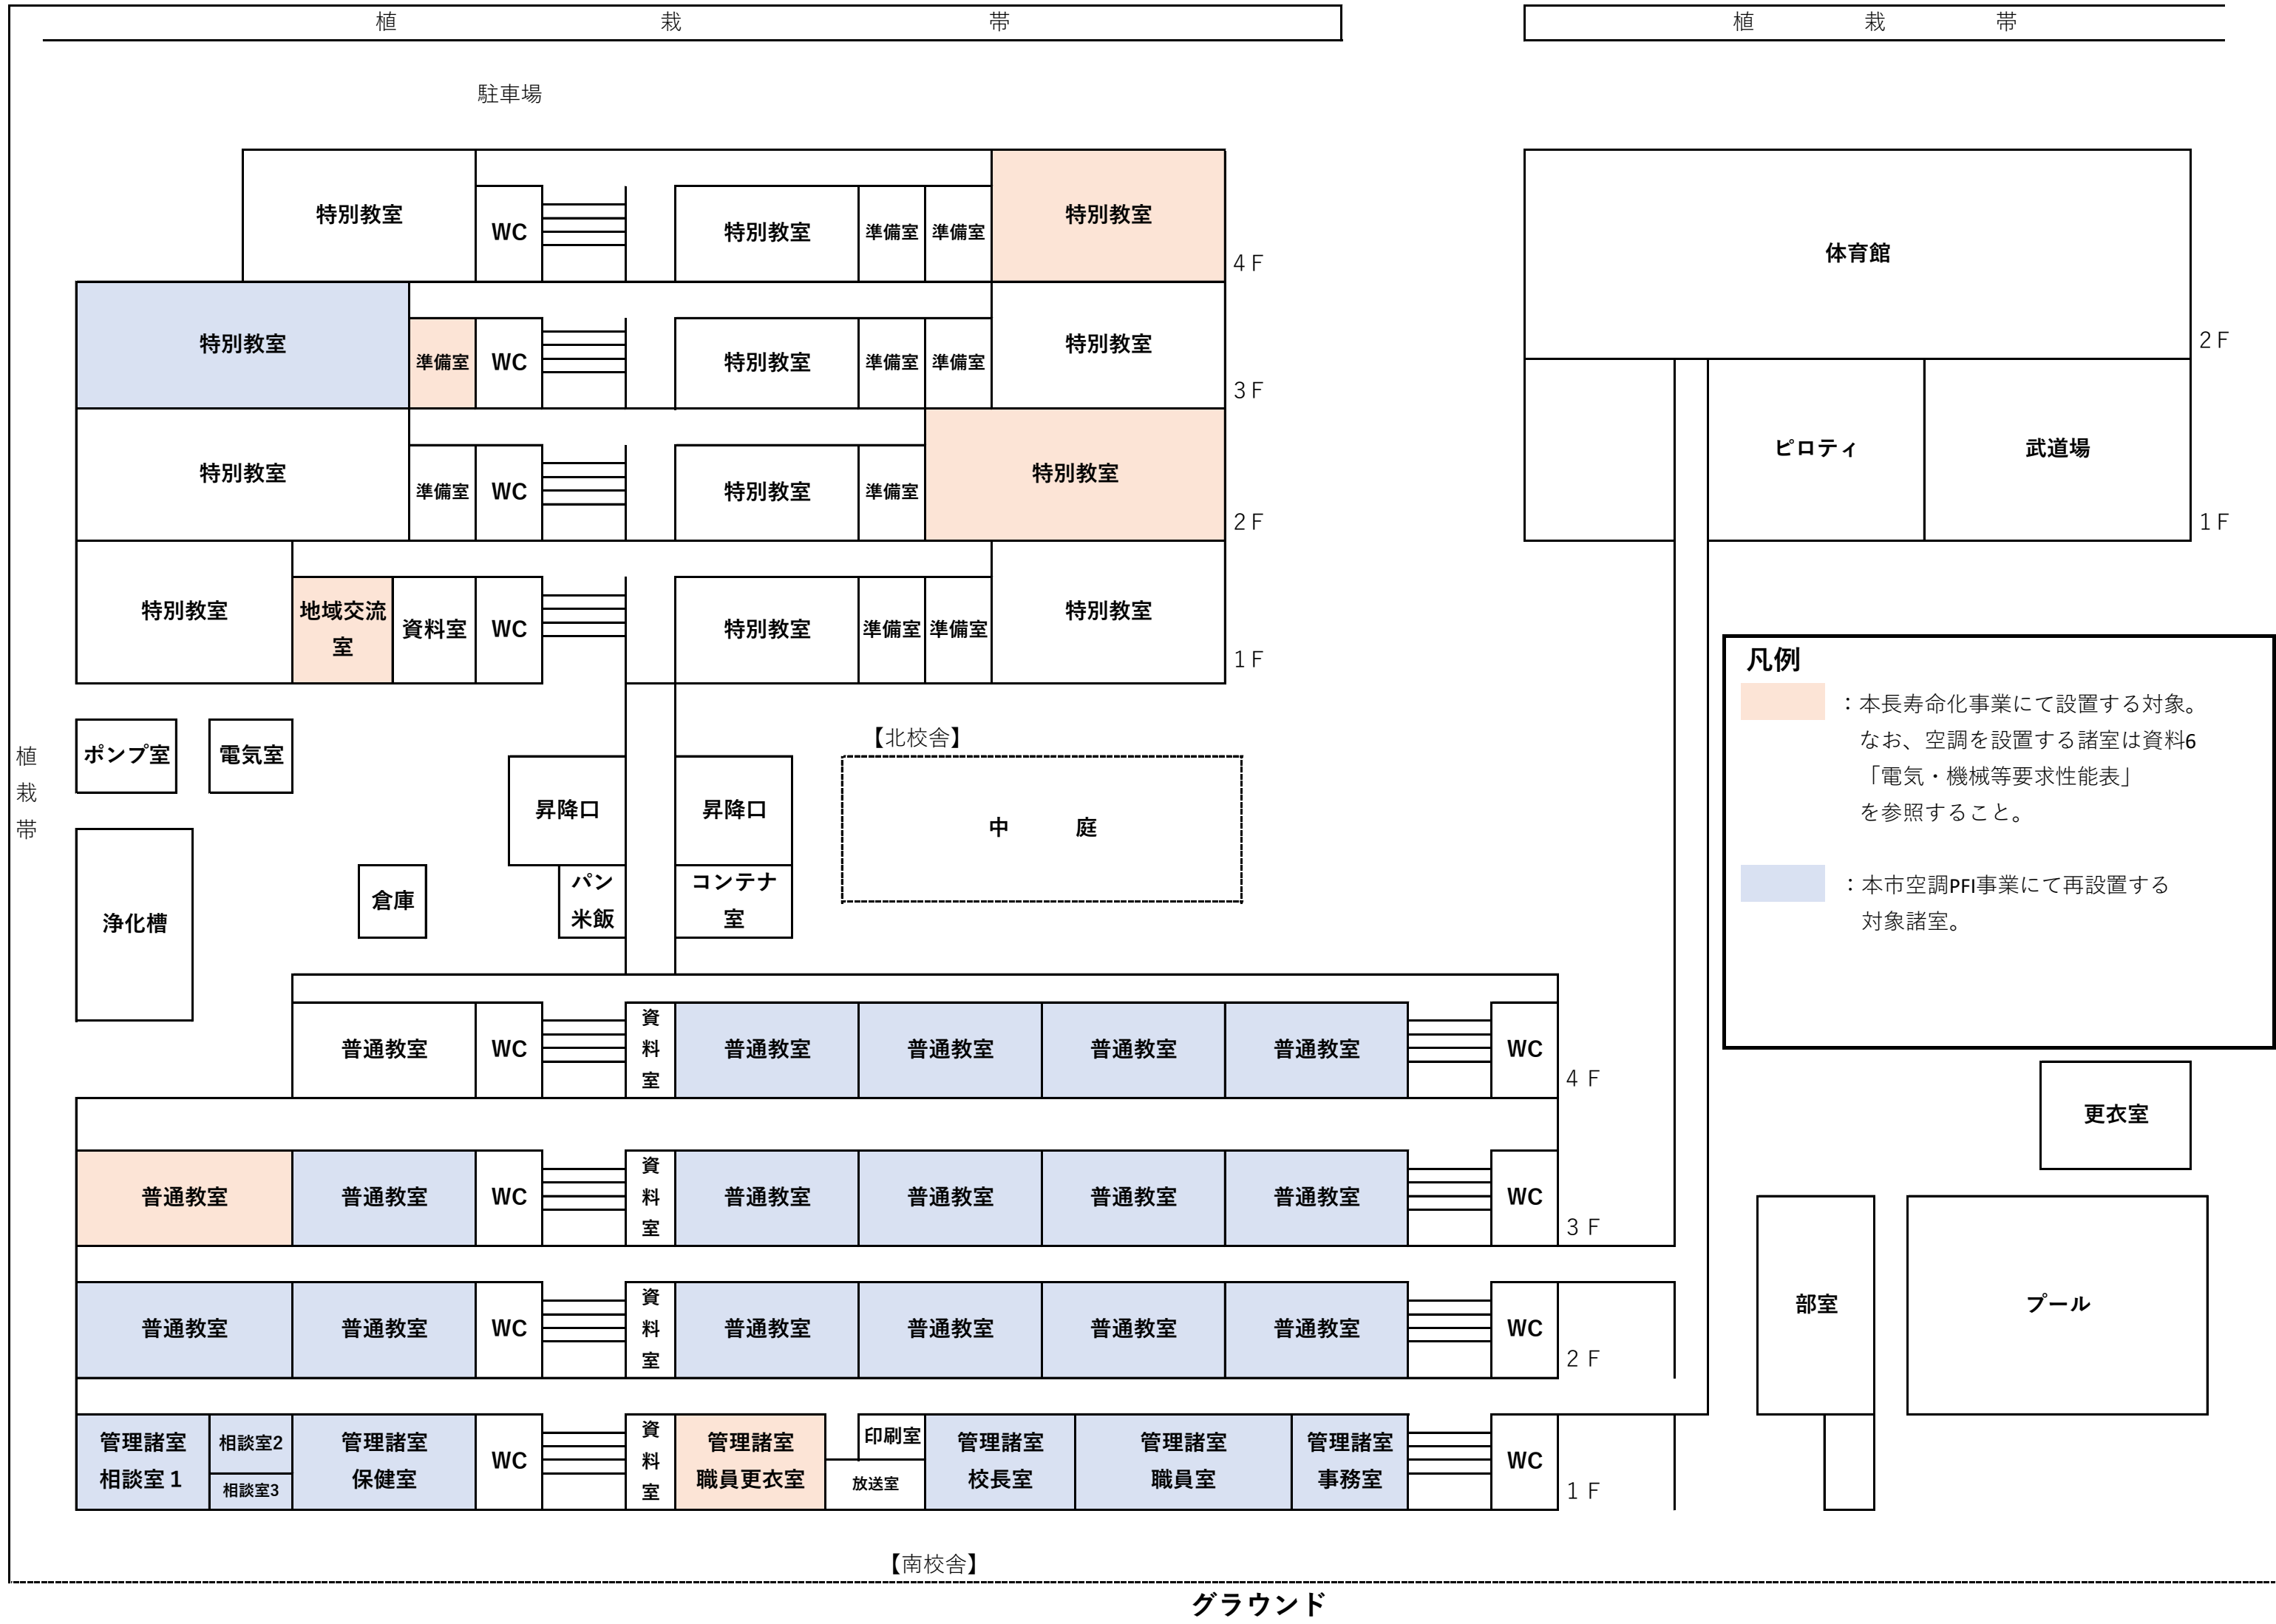 植 栽 帯
植 栽 帯
駐車場
特別教室
WC
特別教室
準備室
準備室
特別教室
4F
特別教室
準備室
WC
特別教室
準備室
準備室
特別教室
3F
特別教室
準備室
WC
特別教室
準備室
特別教室
2F
特別教室
地域交流
室
資料室
WC
特別教室
準備室
準備室
特別教室
1F
体育館
2F
ピロティ
武道場
1F
凡例
：本長寿命化事業にて設置する対象。
なお、空調を設置する諸室は資料6
「電気・機械等要求性能表」
を参照すること。
：本市空調PFI事業にて再設置する
対象諸室。
植
栽
帯
ポンプ室
電気室
【北校舎】
昇降口
昇降口
中 庭
浄化槽
倉庫
パン
米飯
コンテナ
室
普通教室
WC
資
料
室
普通教室
普通教室
普通教室
普通教室
WC
4F
普通教室
普通教室
WC
資
料
室
普通教室
普通教室
普通教室
普通教室
WC
3F
普通教室
普通教室
WC
資
料
室
普通教室
普通教室
普通教室
普通教室
WC
2F
管理諸室
相談室1
相談室2
相談室3
管理諸室
保健室
WC
資
料
室
管理諸室
職員更衣室
印刷室
放送室
管理諸室
校長室
管理諸室
職員室
管理諸室
事務室
WC
1F
更衣室
部室
プール
【南校舎】
グラウンド